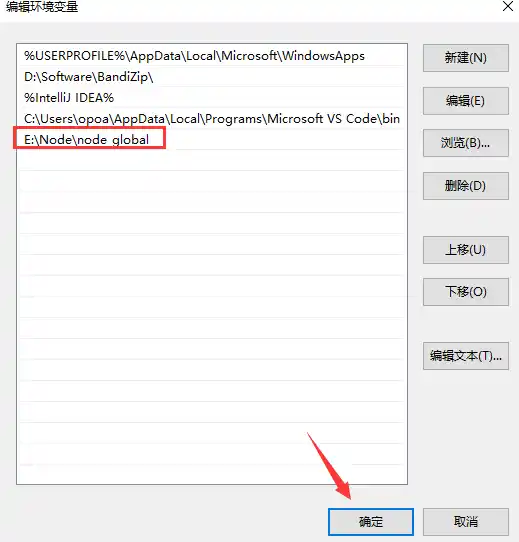 编辑环境变量
%USERPROFILE%\AppData\Local\Microsoft\WindowsApps
D:\Software\BandiZip\
%IntelliJ IDEA%
C:\Users\opoa\AppData\Local\Programs\Microsoft VS Code\bin
E:\Node\node_global
新建(N)
编辑(E)
浏览(B)...
删除(D)
上移(U)
下移(O)
编辑文本(T)...
确定
取消